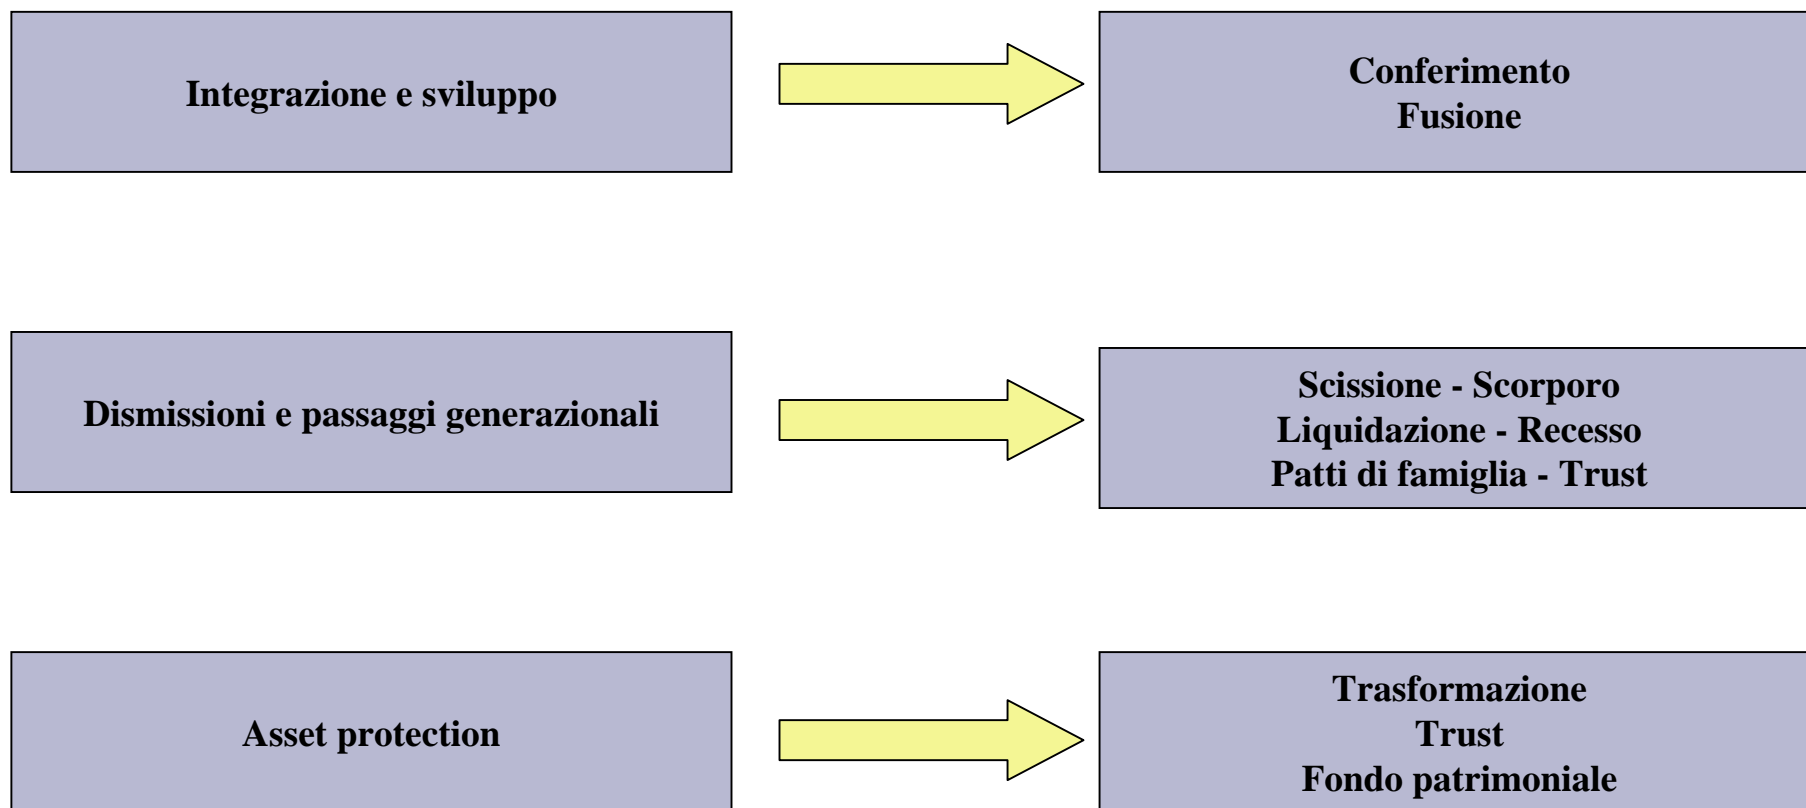 Integrazione e sviluppo
Conferimento
Fusione
Dismissioni e passaggi generazionali
Scissione - Scorporo
Liquidazione - Recesso
Patti di famiglia - Trust
Asset protection
Trasformazione
Trust
Fondo patrimoniale